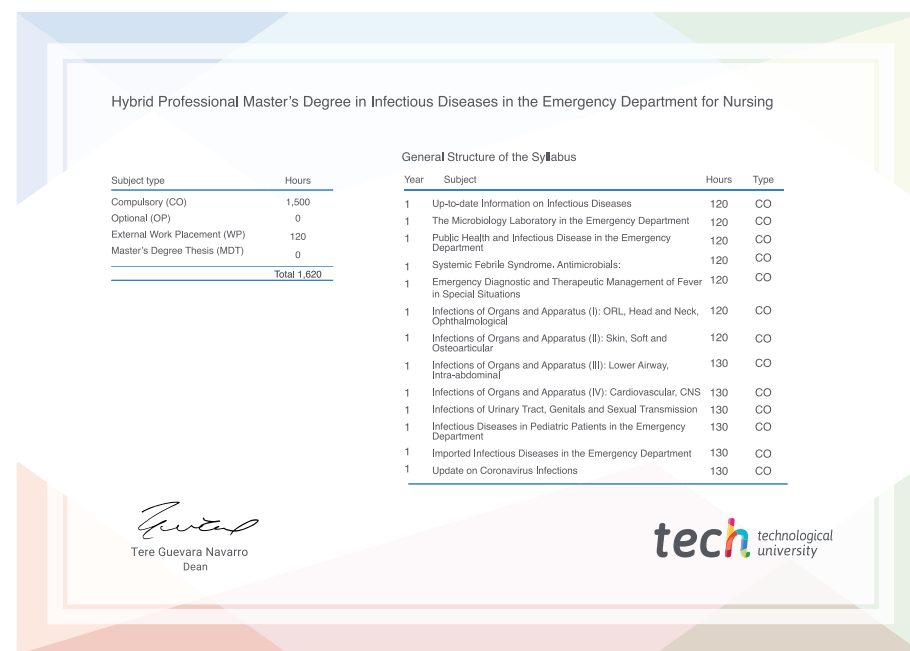 Hybrid Professional Master's Degree in Infectious Diseases in the Emergency Department for Nursing
Subject type Hours
Compulsory (CO) 1,500
Optional (OP) 0
External Work Placement (WP) 120
Master's Degree Thesis (MDT) 0
Total 1,620
General Structure of the Syllabus
Year Subject Hours Type
1 Up-to-date Information on Infectious Diseases 120 CO
1 The Microbiology Laboratory in the Emergency Department 120 CO
1 Public Health and Infectious Disease in the Emergency 120 CO
Department
1 Systemic Febrile Syndrome. Antimicrobials: 120 CO
1 Emergency Diagnostic and Therapeutic Management of Fever 120 CO
in Special Situations
1 Infections of Organs and Apparatus (I): ORL, Head and Neck, 120 CO
Ophthalmological
1 Infections of Organs and Apparatus (II): Skin, Soft and 120 CO
Osteoarticular
1 Infections of Organs and Apparatus (III): Lower Airway, 130 CO
Intra-abdominal
1 Infections of Organs and Apparatus (IV): Cardiovascular, CNS 130 CO
1 Infections of Urinary Tract, Genitals and Sexual Transmission 130 CO
1 Infectious Diseases in Pediatric Patients in the Emergency 130 CO
Department
1 Imported Infectious Diseases in the Emergency Department 130 CO
1 Update on Coronavirus Infections 130 CO
Tere Guevara Navarro
Dean
tech technological
university